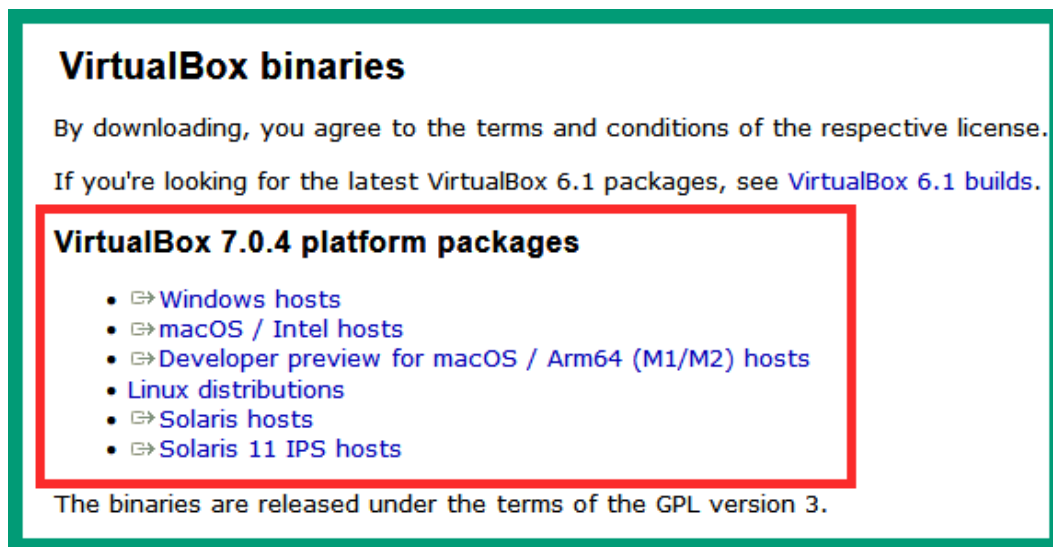 VirtualBox binaries
By downloading, you agree to the terms and conditions of the respective license.
If you're looking for the latest VirtualBox 6.1 packages, see VirtualBox 6.1 builds.
VirtualBox 7.0.4 platform packages
Windows hosts
macOS / Intel hosts
Developer preview for macOS / Arm64 (M1/M2) hosts
Linux distributions
Solaris hosts
Solaris 11 IPS hosts
The binaries are released under the terms of the GPL version 3.